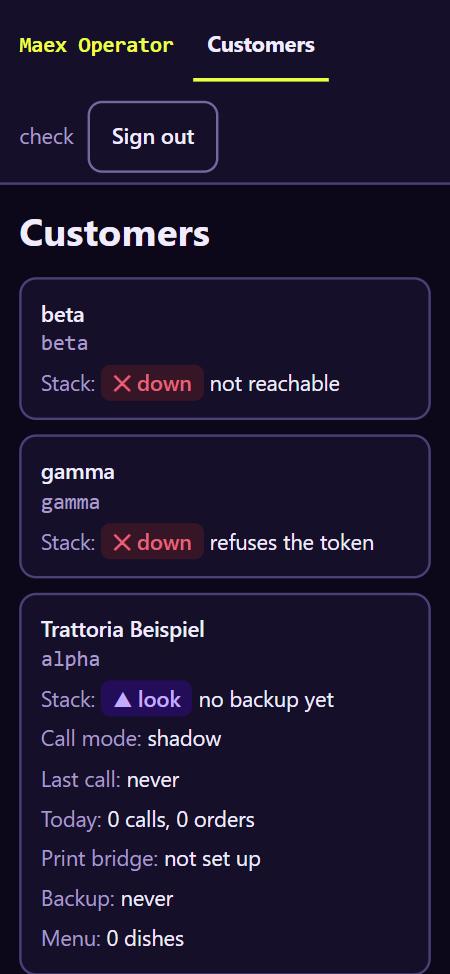 Maex Operator Customers
check Sign out
Customers
beta
beta
Stack: ✕ down not reachable
gamma
gamma
Stack: ✕ down refuses the token
Trattoria Beispiel
alpha
Stack: ▲ look no backup yet
Call mode: shadow
Last call: never
Today: 0 calls, 0 orders
Print bridge: not set up
Backup: never
Menu: 0 dishes